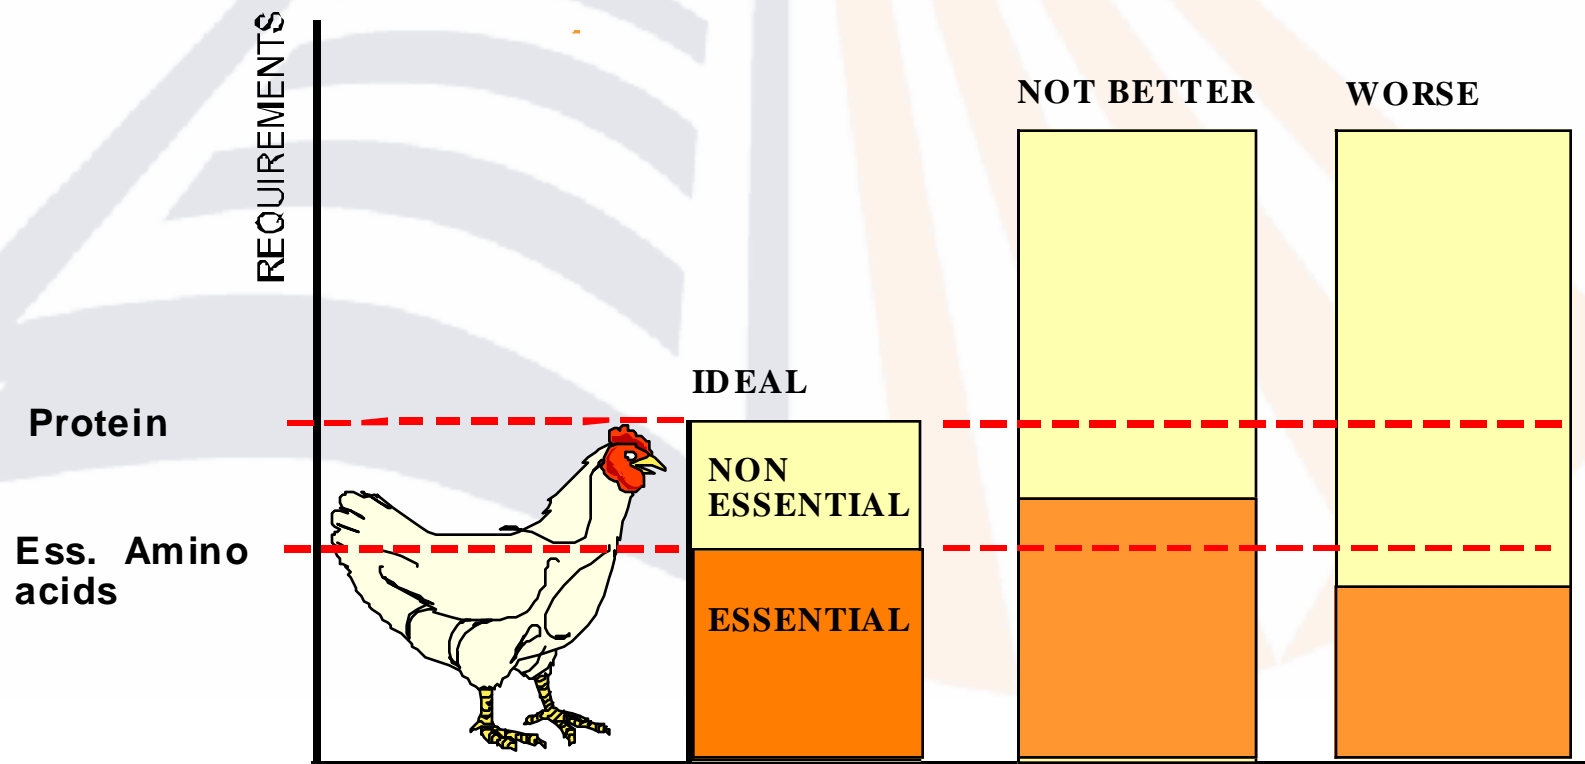 REQUIREMENTS
NOT BETTER
WORSE
IDEAL
Protein
NON
ESSENTIAL
Ess. Amino
acids
ESSENTIAL